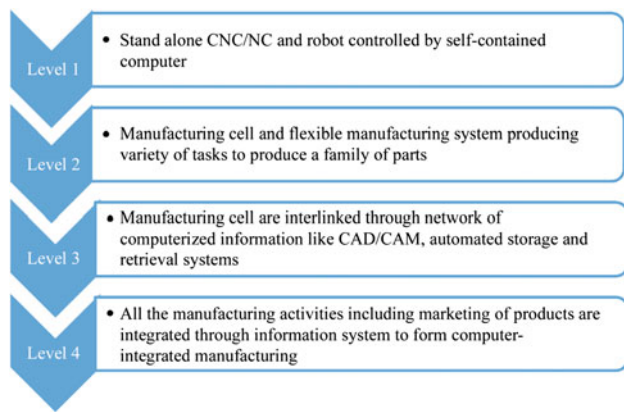 Level 1
• Stand alone CNC/NC and robot controlled by self-contained
computer
Level 2
• Manufacturing cell and flexible manufacturing system producing
variety of tasks to produce a family of parts
Level 3
• Manufacturing cell are interlinked through network of
computerized information like CAD/CAM, automated storage and
retrieval systems
Level 4
• All the manufacturing activities including marketing of products are
integrated through information system to form computer-
integrated manufacturing